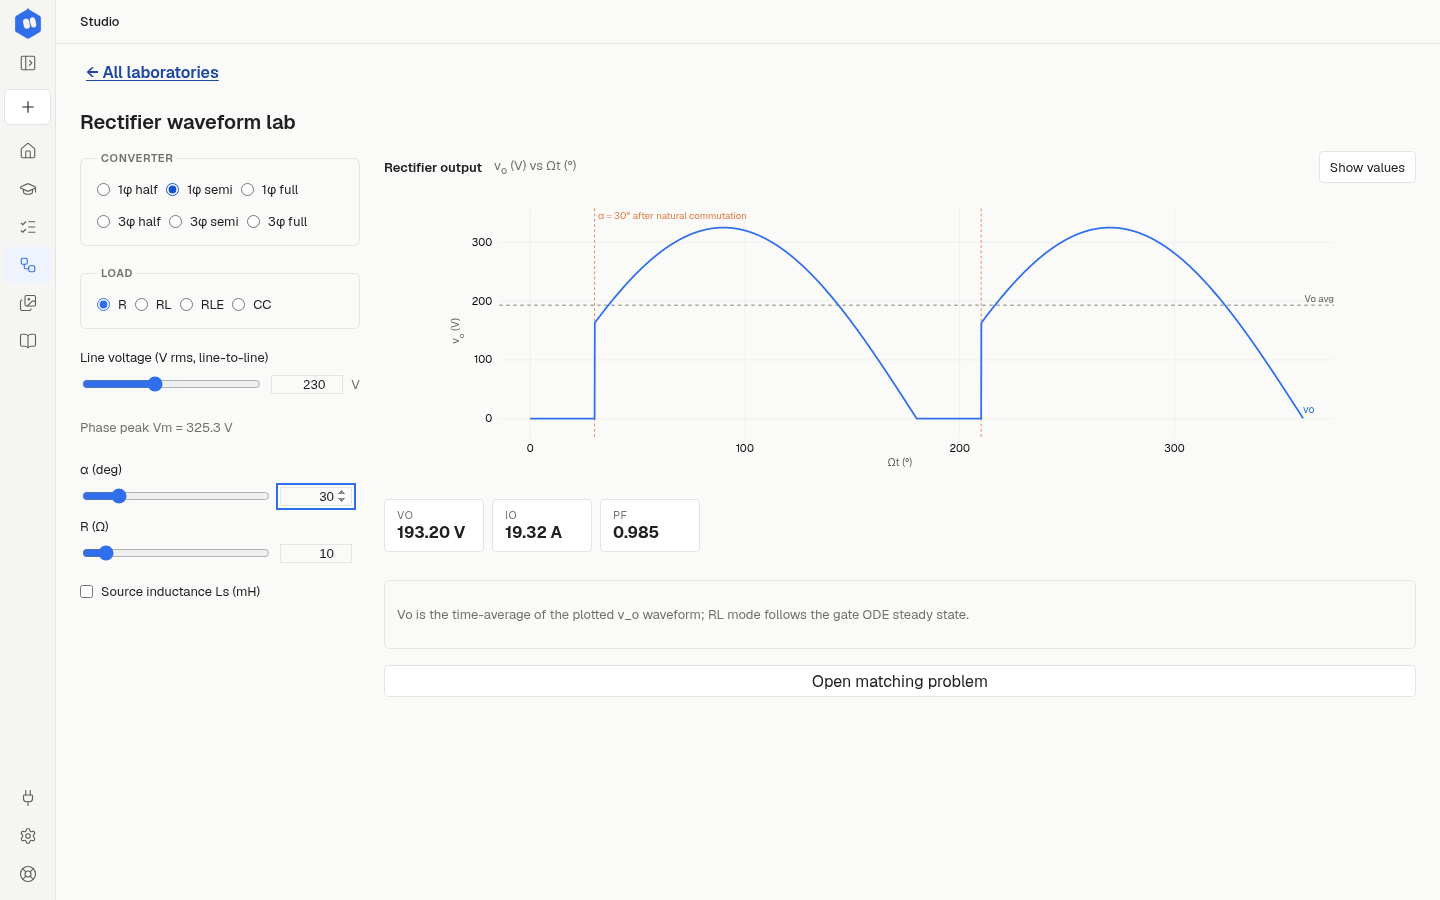 Studio
← All laboratories
Rectifier waveform lab
CONVERTER
1φ half 1φ semi 1φ full
3φ half 3φ semi 3φ full
LOAD
R RL RLE CC
Line voltage (V rms, line-to-line)
230 V
Phase peak Vm = 325.3 V
α (deg)
30
R (Ω)
10
Source inductance Ls (mH)
Rectifier output vo (V) vs Ωt (°)
Show values
α = 30° after natural commutation
300
200
100
0
vo (V)
Vo avg
vo
0 100 200 300
Ωt (°)
VO
193.20 V
IO
19.32 A
PF
0.985
Vo is the time-average of the plotted v_o waveform; RL mode follows the gate ODE steady state.
Open matching problem